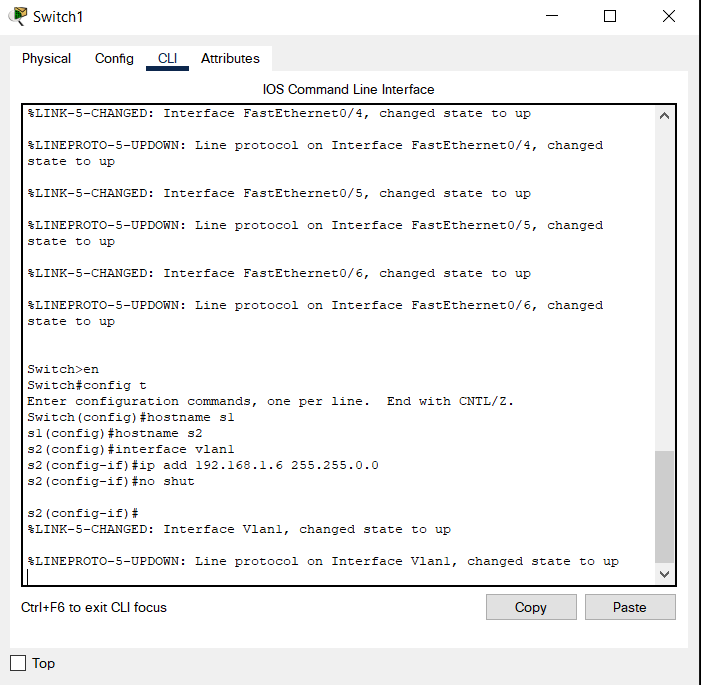 Switch1
Physical Config CLI Attributes
IOS Command Line Interface
%LINK-5-CHANGED: Interface FastEthernet0/4, changed state to up
%LINEPROTO-5-UPDOWN: Line protocol on Interface FastEthernet0/4, changed
state to up
%LINK-5-CHANGED: Interface FastEthernet0/5, changed state to up
%LINEPROTO-5-UPDOWN: Line protocol on Interface FastEthernet0/5, changed
state to up
%LINK-5-CHANGED: Interface FastEthernet0/6, changed state to up
%LINEPROTO-5-UPDOWN: Line protocol on Interface FastEthernet0/6, changed
state to up
Switch>en
Switch#config t
Enter configuration commands, one per line.  End with CNTL/Z.
Switch(config)#hostname s1
s1(config)#hostname s2
s2(config)#interface vlan1
s2(config-if)#ip add 192.168.1.6 255.255.0.0
s2(config-if)#no shut
s2(config-if)#
%LINK-5-CHANGED: Interface Vlan1, changed state to up
%LINEPROTO-5-UPDOWN: Line protocol on Interface Vlan1, changed state to up
Ctrl+F6 to exit CLI focus
Copy Paste
Top